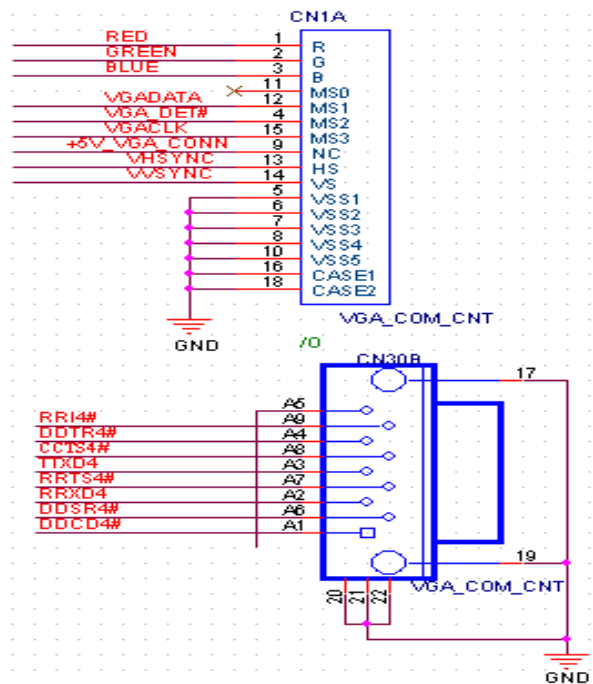 CN1A
RED 1 R
GREEN 2 G
BLUE 3 B
11 MS0
VGADATA 12 MS1
VGA_DET# 4 MS2
VGACLK 15 MS3
+5V_VGA_CONN 9 NC
VHSYNC 13 HS
VVSYNC 14 VS
5 VSS1
6 VSS2
7 VSS3
8 VSS4
10 VSS5
16 CASE1
18 CASE2
VGA_COM_CNT
GND
/O
CN30B
17
A5
RRI4# A9
DDTR4# A4
CCTS4# A8
TTXD4 A3
RRTS4# A7
RRXD4 A2
DDSR4# A6
DDCD4# A1
19
VGA_COM_CNT
20 21 22
GND